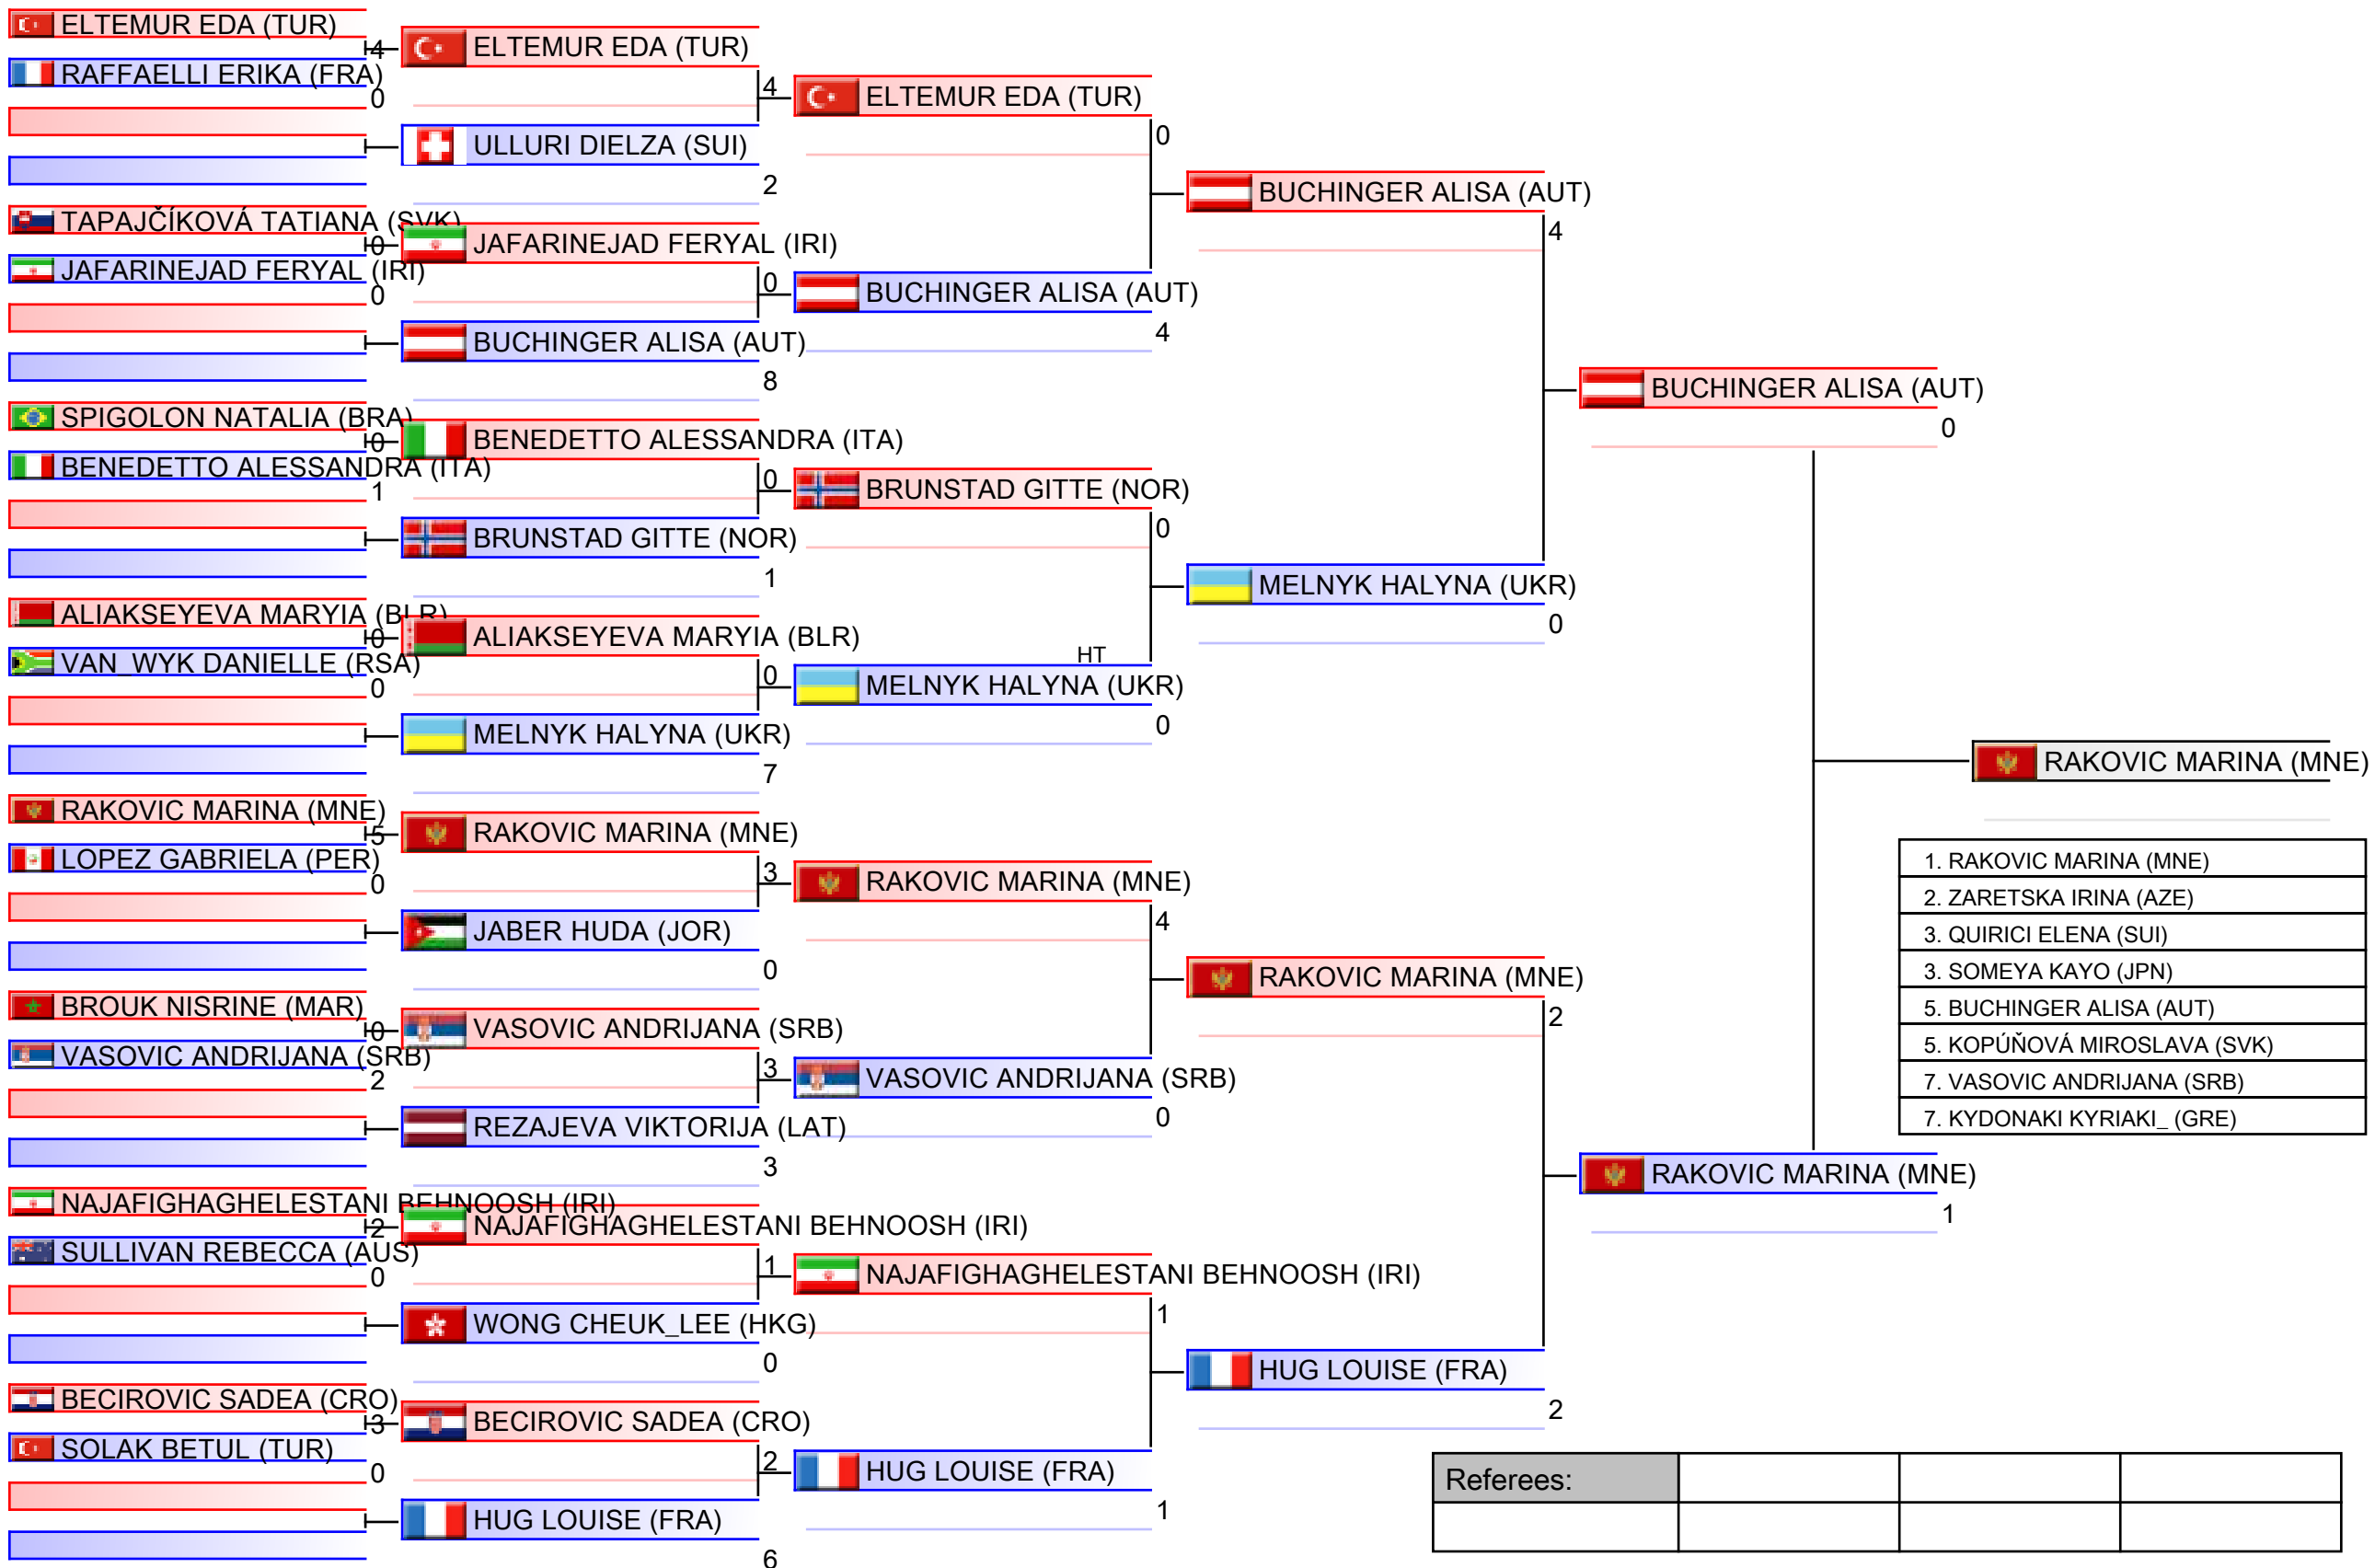 ELTEMUR EDA (TUR)
4
RAFFAELLI ERIKA (FRA)
0
TAPAJČÍKOVÁ TATIANA (SVK)
0
JAFARINEJAD FERYAL (IRI)
0
SPIGOLON NATALIA (BRA)
0
BENEDETTO ALESSANDRA (ITA)
1
ALIAKSEYEVA MARYIA (BLR)
0
VAN_WYK DANIELLE (RSA)
0
RAKOVIC MARINA (MNE)
5
LOPEZ GABRIELA (PER)
0
BROUK NISRINE (MAR)
0
VASOVIC ANDRIJANA (SRB)
2
NAJAFIGHAGHELESTANI BEHNOOSH (IRI)
2
SULLIVAN REBECCA (AUS)
0
BECIROVIC SADEA (CRO)
3
SOLAK BETUL (TUR)
0
ELTEMUR EDA (TUR)
4
ULLURI DIELZA (SUI)
2
JAFARINEJAD FERYAL (IRI)
0
BUCHINGER ALISA (AUT)
8
BENEDETTO ALESSANDRA (ITA)
0
BRUNSTAD GITTE (NOR)
1
ALIAKSEYEVA MARYIA (BLR)
0
MELNYK HALYNA (UKR)
7
RAKOVIC MARINA (MNE)
3
JABER HUDA (JOR)
0
VASOVIC ANDRIJANA (SRB)
3
REZAJEVA VIKTORIJA (LAT)
3
NAJAFIGHAGHELESTANI BEHNOOSH (IRI)
1
WONG CHEUK_LEE (HKG)
0
BECIROVIC SADEA (CRO)
2
HUG LOUISE (FRA)
6
ELTEMUR EDA (TUR)
0
BUCHINGER ALISA (AUT)
4
BRUNSTAD GITTE (NOR)
0
HT
MELNYK HALYNA (UKR)
0
RAKOVIC MARINA (MNE)
4
VASOVIC ANDRIJANA (SRB)
0
NAJAFIGHAGHELESTANI BEHNOOSH (IRI)
1
HUG LOUISE (FRA)
1
BUCHINGER ALISA (AUT)
4
MELNYK HALYNA (UKR)
0
RAKOVIC MARINA (MNE)
2
HUG LOUISE (FRA)
2
BUCHINGER ALISA (AUT)
0
RAKOVIC MARINA (MNE)
1
RAKOVIC MARINA (MNE)
1. RAKOVIC MARINA (MNE)
2. ZARETSKA IRINA (AZE)
3. QUIRICI ELENA (SUI)
3. SOMEYA KAYO (JPN)
5. BUCHINGER ALISA (AUT)
5. KOPÚŇOVÁ MIROSLAVA (SVK)
7. VASOVIC ANDRIJANA (SRB)
7. KYDONAKI KYRIAKI_ (GRE)
Referees: